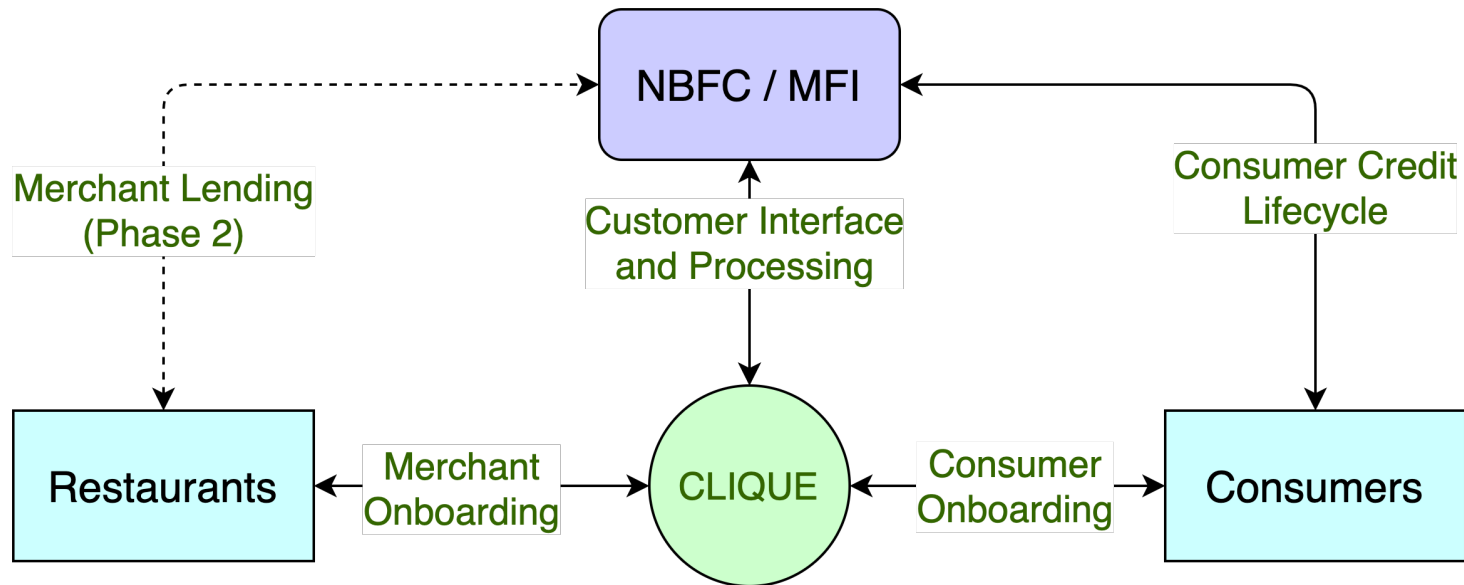 NBFC / MFI
Merchant Lending
(Phase 2)
Customer Interface
and Processing
Consumer Credit
Lifecycle
Restaurants
Merchant
Onboarding
CLIQUE
Consumer
Onboarding
Consumers